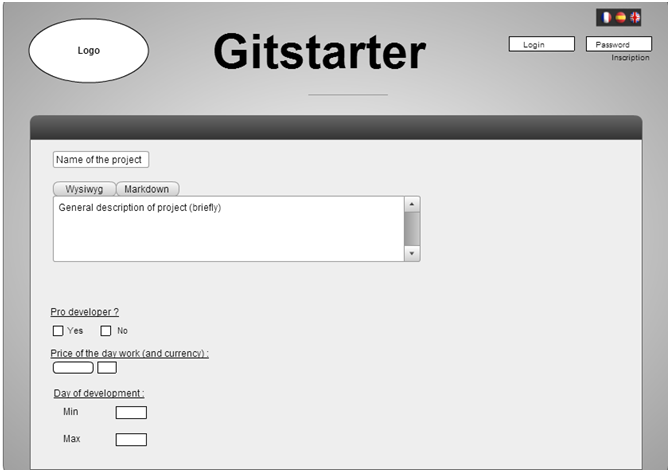 Logo
Gitstarter
Login
Password
Inscription
Name of the project
Wysiwyg
Markdown
General description of project (briefly)
Pro developer ?
Yes
No
Price of the day work (and currency) :
Day of development :
Min
Max